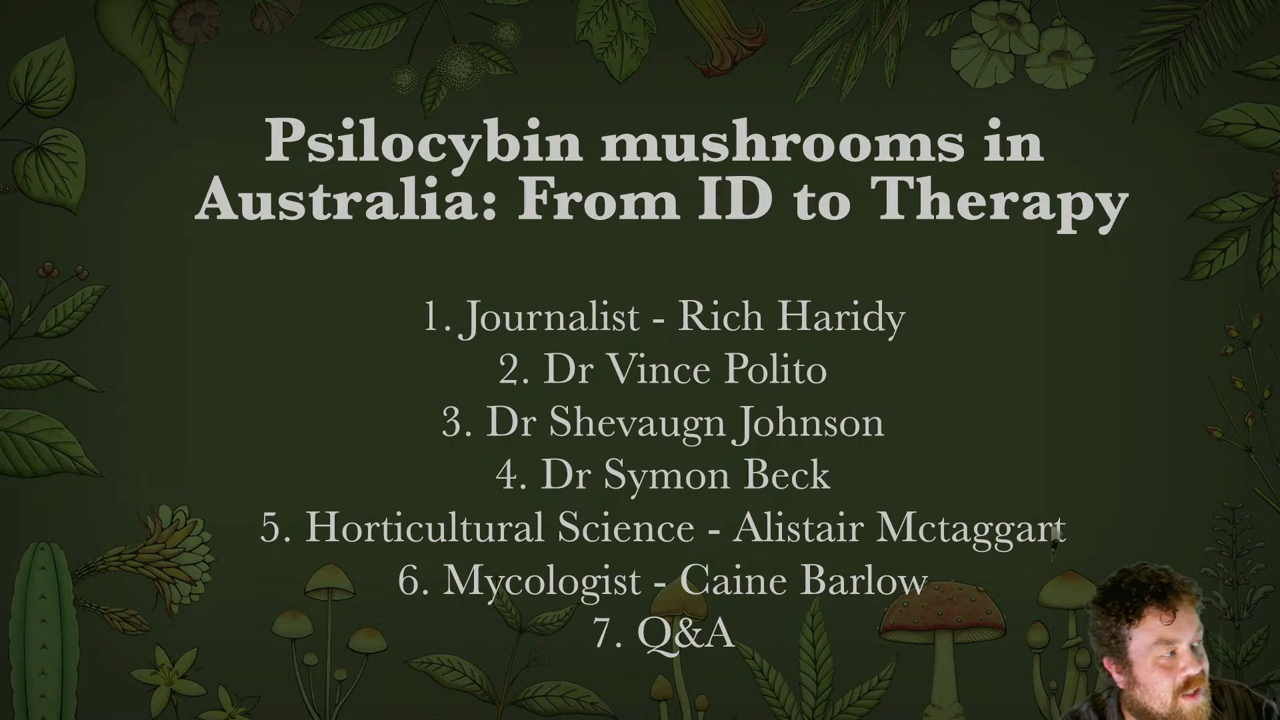 Psilocybin mushrooms in
Australia: From ID to Therapy
1. Journalist - Rich Haridy
2. Dr Vince Polito
3. Dr Shevaugn Johnson
4. Dr Symon Beck
5. Horticultural Science - Alistair Mctaggart
6. Mycologist - Caine Barlow
7. Q&A